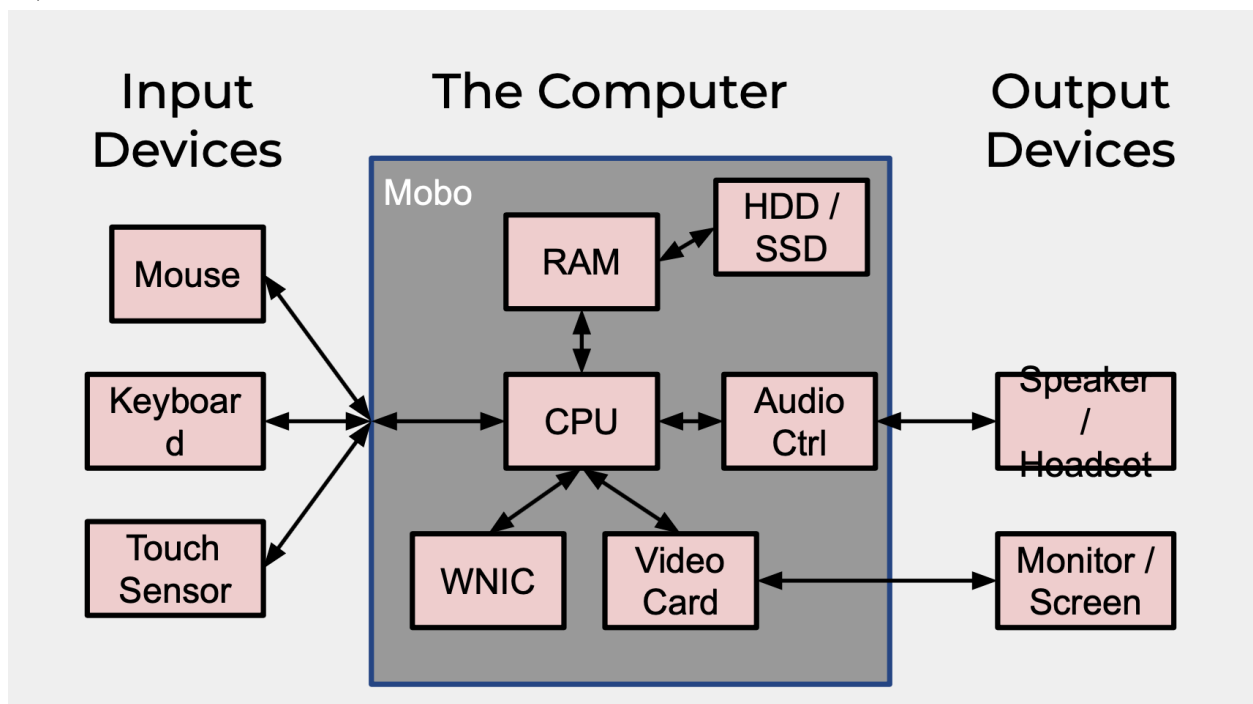 Input
Devices
The Computer
Output
Devices
Mobo
HDD /
SSD
RAM
Mouse
Keyboar
d
CPU
Audio
Ctrl
Speaker
/
Headset
Touch
Sensor
WNIC
Video
Card
Monitor /
Screen